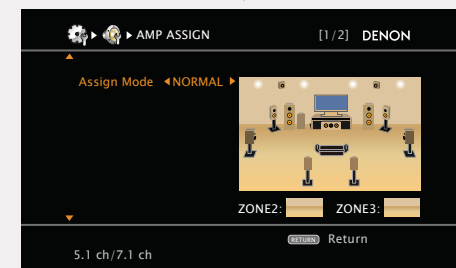 AMP ASSIGN [1/2] DENON
Assign Mode NORMAL
ZONE2: ZONE3:
RETURN Return
5.1 ch/7.1 ch